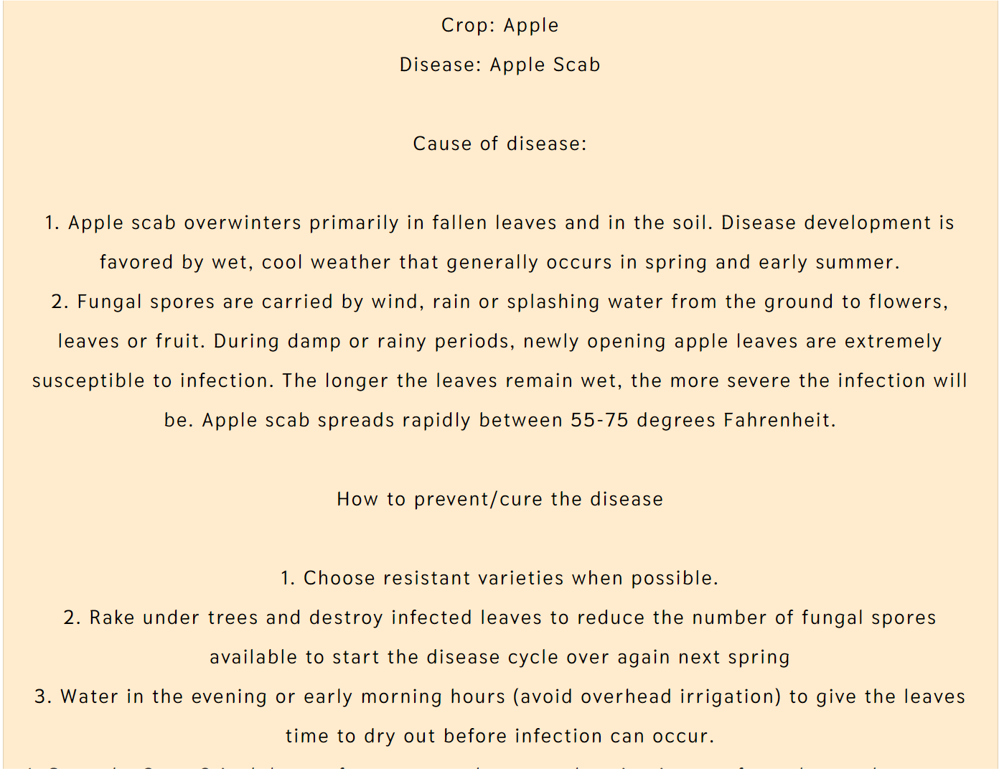 Crop: Apple
Disease: Apple Scab
Cause of disease:
1. Apple scab overwinters primarily in fallen leaves and in the soil. Disease development is
favored by wet, cool weather that generally occurs in spring and early summer.
2. Fungal spores are carried by wind, rain or splashing water from the ground to flowers,
leaves or fruit. During damp or rainy periods, newly opening apple leaves are extremely
susceptible to infection. The longer the leaves remain wet, the more severe the infection will
be. Apple scab spreads rapidly between 55-75 degrees Fahrenheit.
How to prevent/cure the disease
1. Choose resistant varieties when possible.
2. Rake under trees and destroy infected leaves to reduce the number of fungal spores
available to start the disease cycle over again next spring
3. Water in the evening or early morning hours (avoid overhead irrigation) to give the leaves
time to dry out before infection can occur.